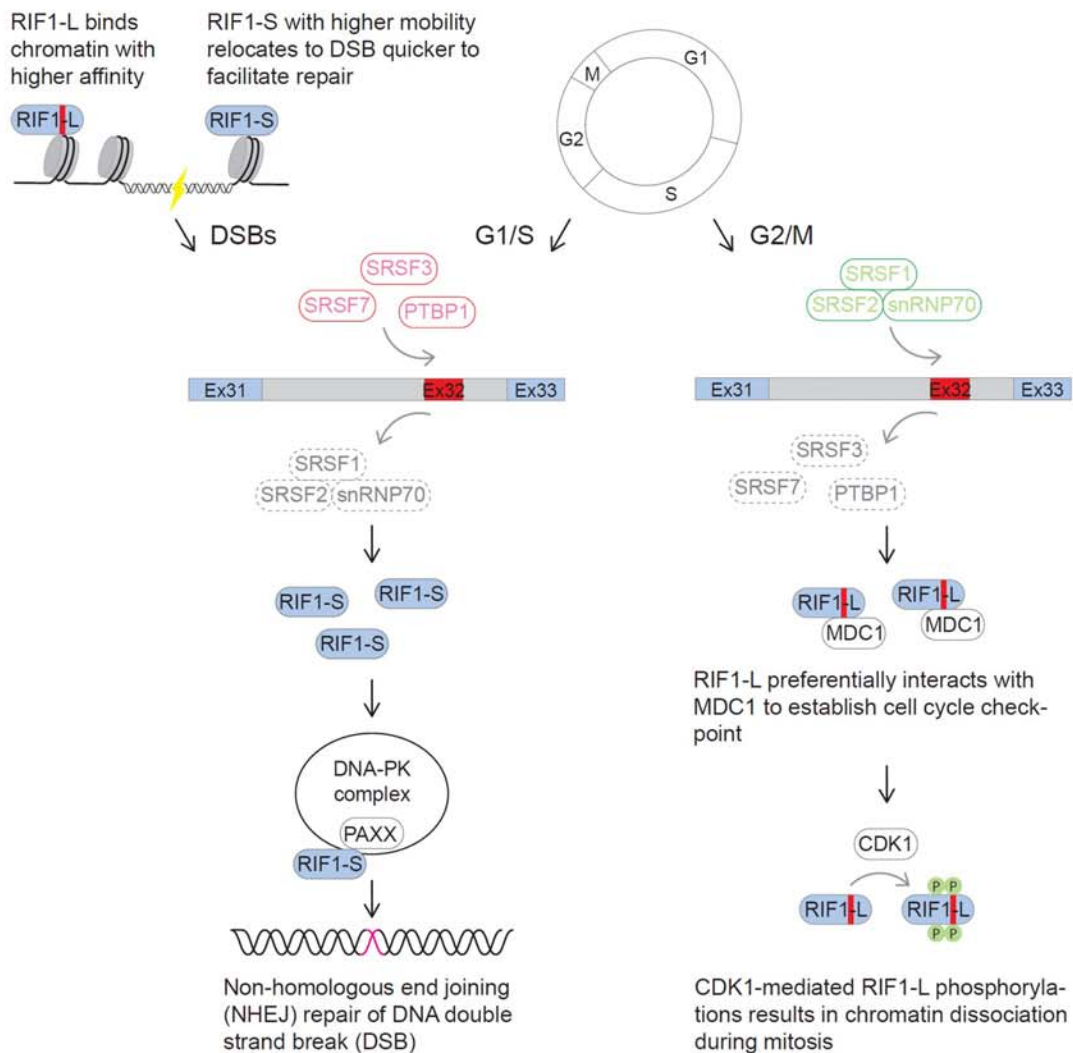 RIF1-L binds
chromatin with
higher affinity
RIF1-S with higher mobility
relocates to DSB quicker to
facilitate repair
RIF1-L
RIF1-S
G1
M
G2
S
DSBs
G1/S
G2/M
SRSF3
SRSF7
PTBP1
Ex31
Ex32
Ex33
SRSF1
SRSF2
snRNP70
RIF1-S
RIF1-S
RIF1-S
DNA-PK
complex
PAXX
RIF1-S
Non-homologous end joining
(NHEJ) repair of DNA double
strand break (DSB)
SRSF1
SRSF2
snRNP70
Ex31
Ex32
Ex33
SRSF3
SRSF7
PTBP1
RIF1-L
MDC1
RIF1-L
MDC1
RIF1-L preferentially interacts with
MDC1 to establish cell cycle check-
point
CDK1
RIF1-L
P P
RIF1-L
P P
CDK1-mediated RIF1-L phosphoryla-
tions results in chromatin dissociation
during mitosis